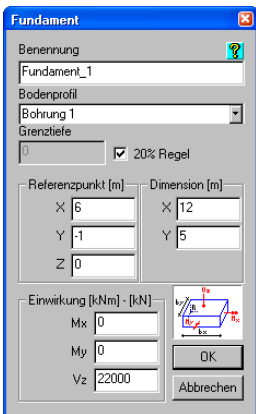 Fundament
Benennung
?
Fundament_1
Bodenprofil
Bohrung 1
Grenztiefe
0
20% Regel
Referenzpunkt [m]
Dimension [m]
X 6
X 12
Y -1
Y 5
Z 0
Einwirkung [kNm] - [kN]
Mx 0
My 0
Vz 22000
OK
Abbrechen